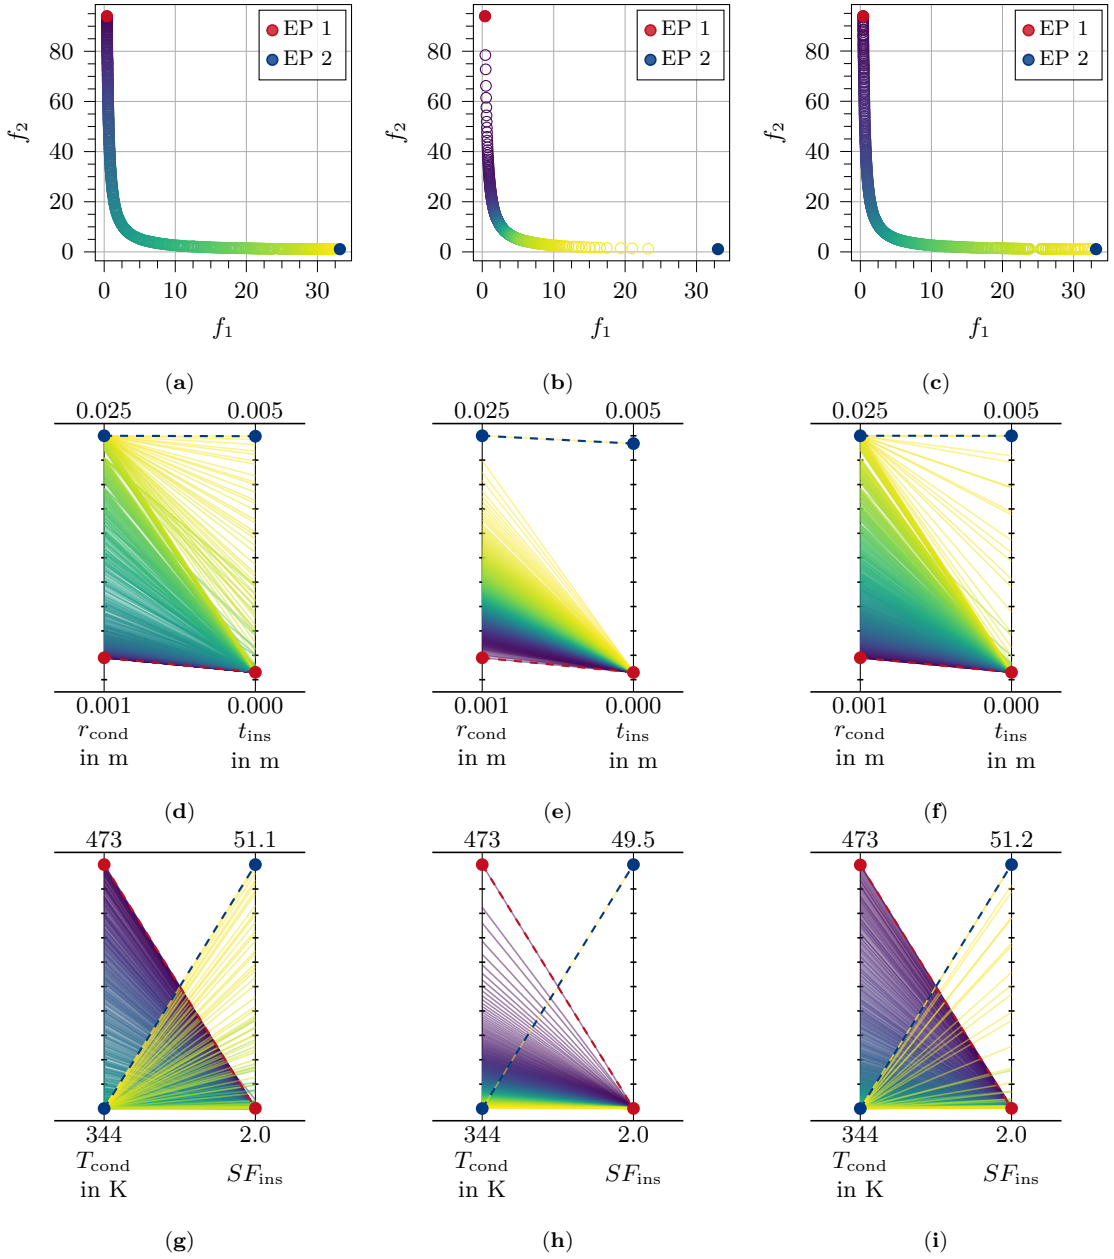 EP 1
EP 2
80
60
40
20
0
f2
0 10 20 30
f1
(a)
EP 1
EP 2
80
60
40
20
0
f2
0 10 20 30
f1
(b)
EP 1
EP 2
80
60
40
20
0
f2
0 10 20 30
f1
(c)
0.025 0.005
0.001 0.000
rcond tins
in m in m
(d)
0.025 0.005
0.001 0.000
rcond tins
in m in m
(e)
0.025 0.005
0.001 0.000
rcond tins
in m in m
(f)
473 51.1
344 2.0
Tcond SFins
in K
(g)
473 49.5
344 2.0
Tcond SFins
in K
(h)
473 51.2
344 2.0
Tcond SFins
in K
(i)